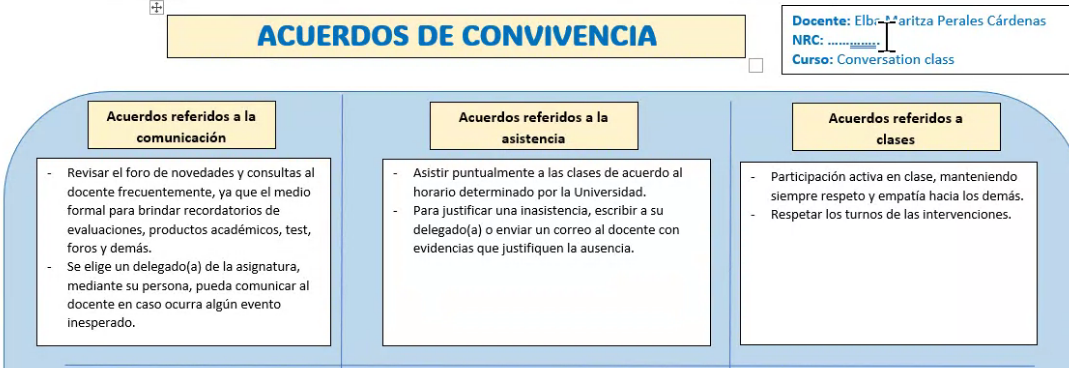 ACUERDOS DE CONVIVENCIA
Docente: Elba Maritza Perales Cárdenas
NRC: ..............
Curso: Conversation class
Acuerdos referidos a la
comunicación
- Revisar el foro de novedades y consultas al
docente frecuentemente, ya que el medio
formal para brindar recordatorios de
evaluaciones, productos académicos, test,
foros y demás.
- Se elige un delegado(a) de la asignatura,
mediante su persona, pueda comunicar al
docente en caso ocurra algún evento
inesperado.
Acuerdos referidos a la
asistencia
- Asistir puntualmente a las clases de acuerdo al
horario determinado por la Universidad.
- Para justificar una inasistencia, escribir a su
delegado(a) o enviar un correo al docente con
evidencias que justifiquen la ausencia.
Acuerdos referidos a
clases
- Participación activa en clase, manteniendo
siempre respeto y empatía hacia los demás.
- Respetar los turnos de las intervenciones.